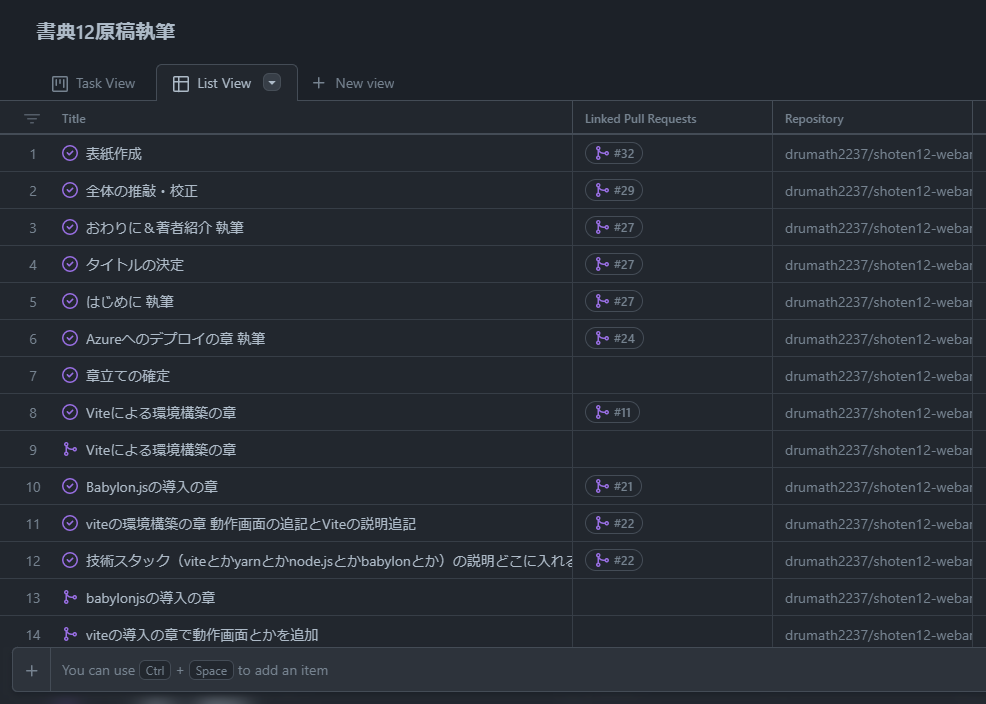 書典12原稿執筆
Task View List View New view
Title Linked Pull Requests Repository
1 表紙作成 #32 drumath2237/shoten12-webar
2 全体の推敲・校正 #29 drumath2237/shoten12-webar
3 おわりに＆著者紹介 執筆 #27 drumath2237/shoten12-webar
4 タイトルの決定 #27 drumath2237/shoten12-webar
5 はじめに 執筆 #27 drumath2237/shoten12-webar
6 Azureへのデプロイの章 執筆 #24 drumath2237/shoten12-webar
7 章立ての確定 drumath2237/shoten12-webar
8 Viteによる環境構築の章 #11 drumath2237/shoten12-webar
9 Viteによる環境構築の章 drumath2237/shoten12-webar
10 Babylon.jsの導入の章 #21 drumath2237/shoten12-webar
11 viteの環境構築の章 動作画面の追記とViteの説明追記 #22 drumath2237/shoten12-webar
12 技術スタック（viteとかyarnとかnode.jsとかbabylonとか）の説明どこに入れる #22 drumath2237/shoten12-webar
13 babylonjsの導入の章 drumath2237/shoten12-webar
14 viteの導入の章で動作画面とかを追加 drumath2237/shoten12-webar
You can use Ctrl + Space to add an item